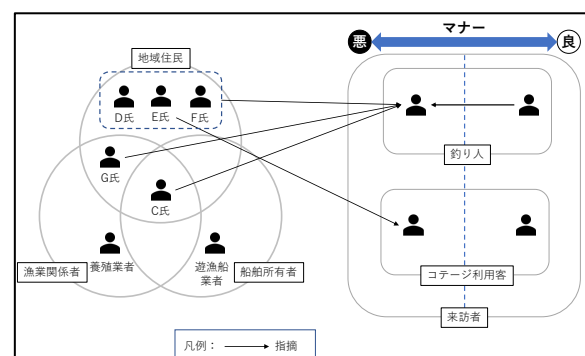 マナー
悪
良
地域住民
D氏
E氏
F氏
G氏
C氏
釣り人
漁業関係者
養殖業者
遊漁船
業者
船舶所有者
コテージ利用客
来訪者
凡例：
指摘